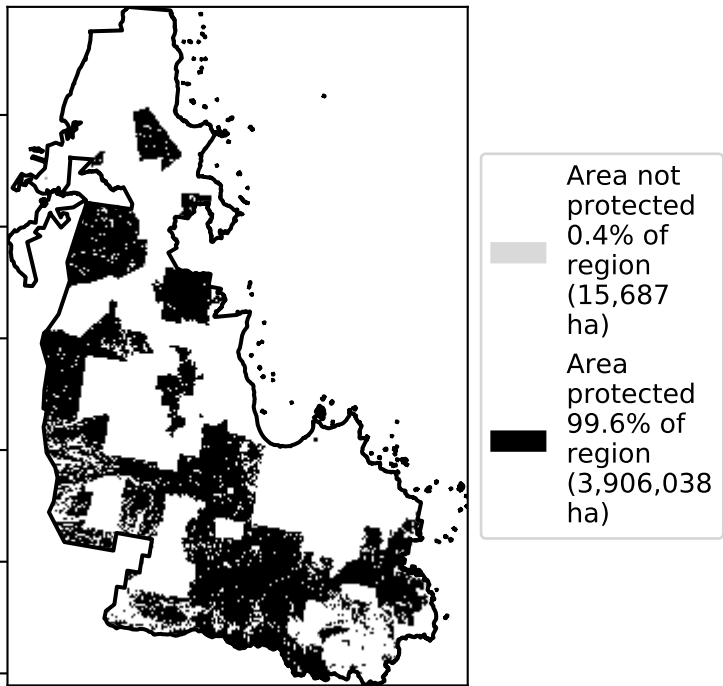 Area not
protected
0.4% of
region
(15,687
ha)
Area
protected
99.6% of
region
(3,906,038
ha)